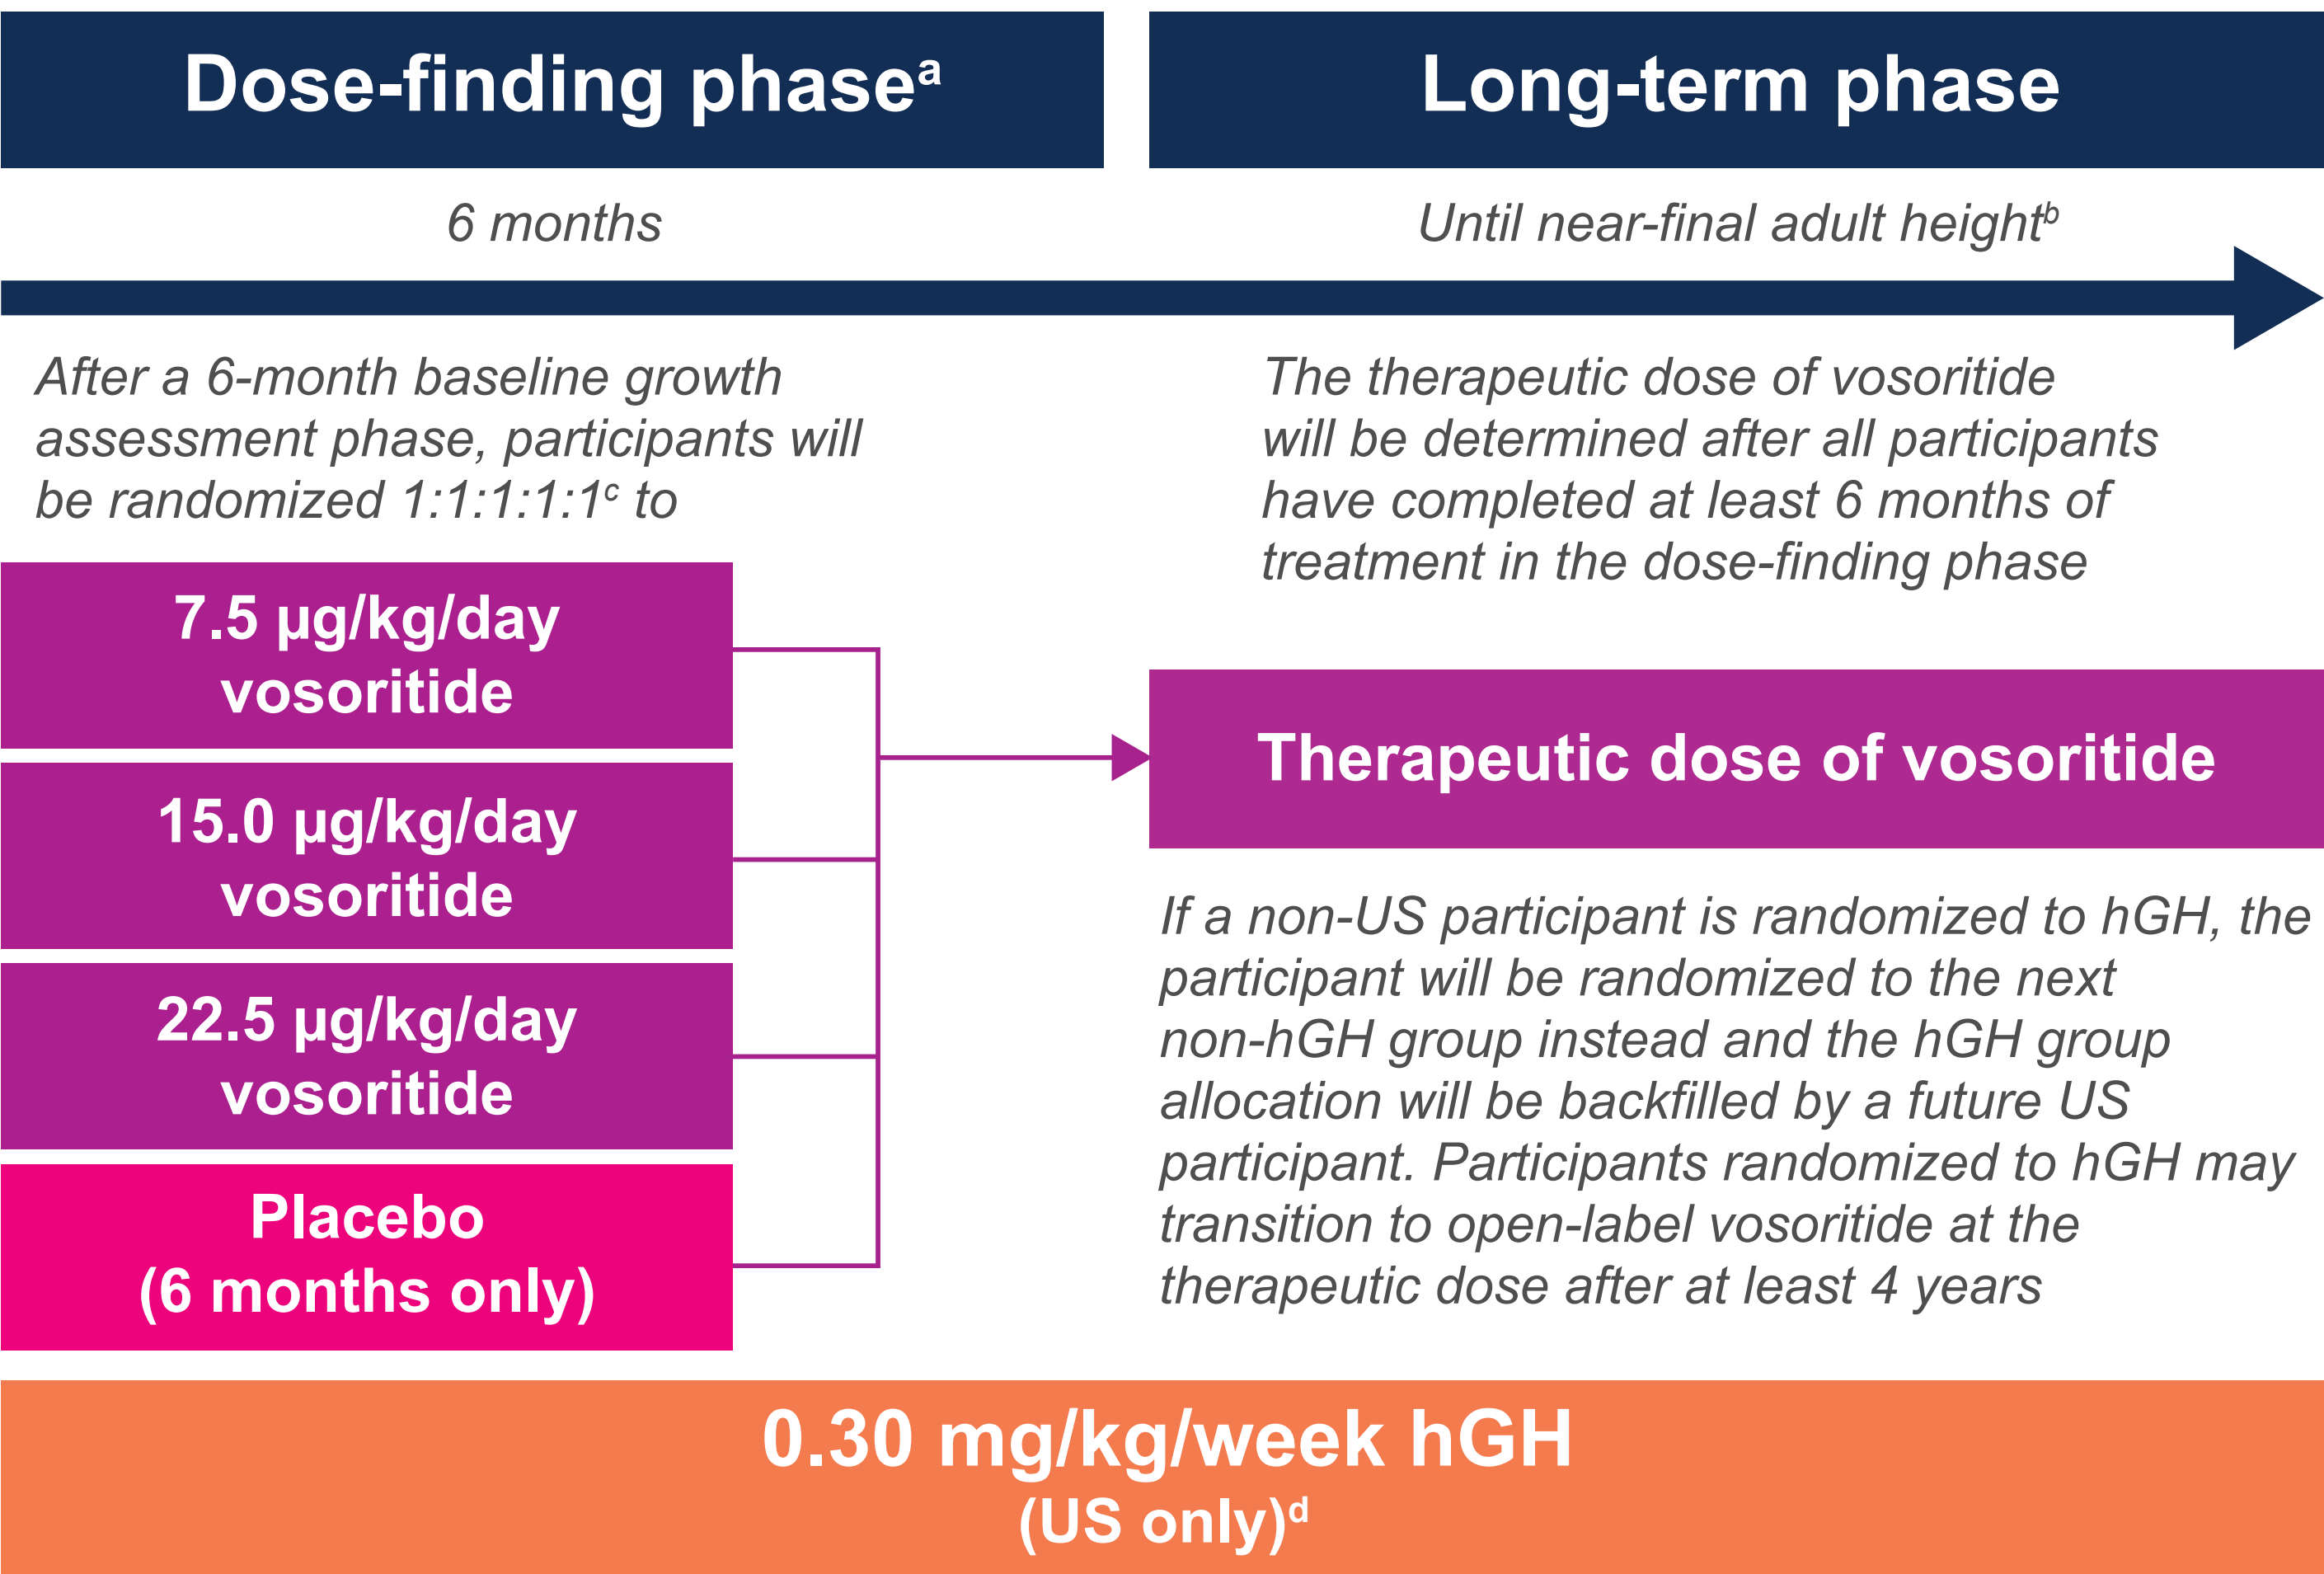 Dose-finding phaseᵃ
6 months
After a 6-month baseline growth
assessment phase, participants will
be randomized 1:1:1:1:1ᶜ to
7.5 µg/kg/day
vosoritide
15.0 µg/kg/day
vosoritide
22.5 µg/kg/day
vosoritide
Placebo
(6 months only)
Long-term phase
Until near-final adult heightᵇ
The therapeutic dose of vosoritide
will be determined after all participants
have completed at least 6 months of
treatment in the dose-finding phase
Therapeutic dose of vosoritide
If a non-US participant is randomized to hGH, the
participant will be randomized to the next
non-hGH group instead and the hGH group
allocation will be backfilled by a future US
participant. Participants randomized to hGH may
transition to open-label vosoritide at the
therapeutic dose after at least 4 years
0.30 mg/kg/week hGH
(US only)ᵈ